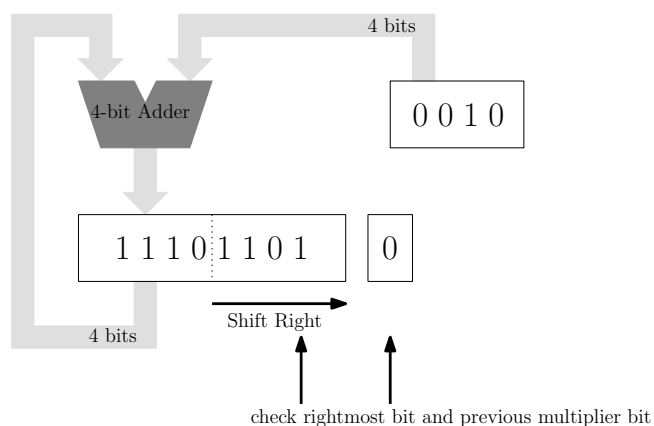 4 bits
4-bit Adder
0 0 1 0
1 1 1 0 1 1 0 1
0
Shift Right
4 bits
check rightmost bit and previous multiplier bit